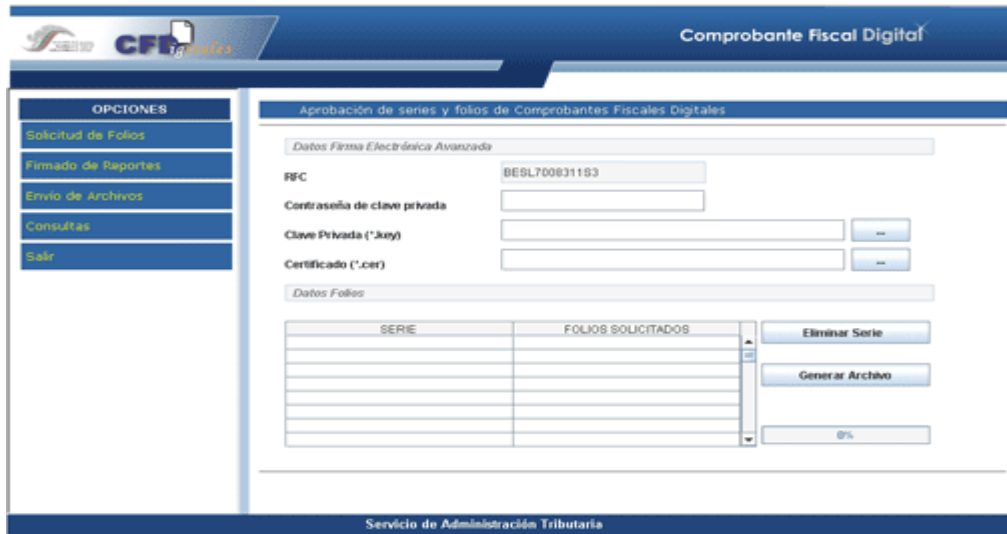 CFD
Comprobante Fiscal Digital
OPCIONES
Solicitud de Folios
Firmado de Reportes
Envío de Archivos
Consultas
Salir
Aprobación de series y folios de Comprobantes Fiscales Digitales
Datos Firma Electrónica Avanzada
RFC
BESL7008311S3
Contraseña de clave privada
Clave Privada (*.key)
...
Certificado (*.cer)
...
Datos Folios
SERIE FOLIOS SOLICITADOS
Eliminar Serie
Generar Archivo
0%
Servicio de Administración Tributaria